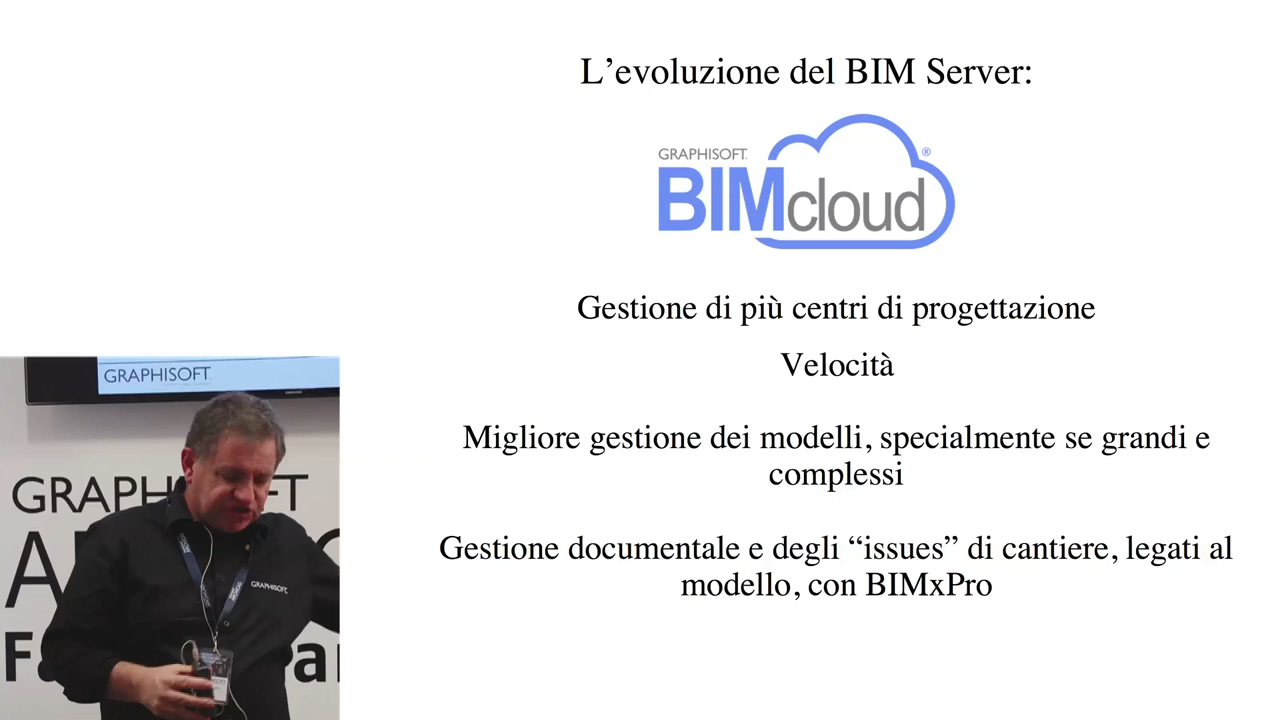 L’evoluzione del BIM Server:
GRAPHISOFT.
BIMcloud®
Gestione di più centri di progettazione
Velocità
Migliore gestione dei modelli, specialmente se grandi e
complessi
Gestione documentale e degli “issues” di cantiere, legati al
modello, con BIMxPro
GRAPHISOFT
GRAPHISOFT
GRAPHISOFT.